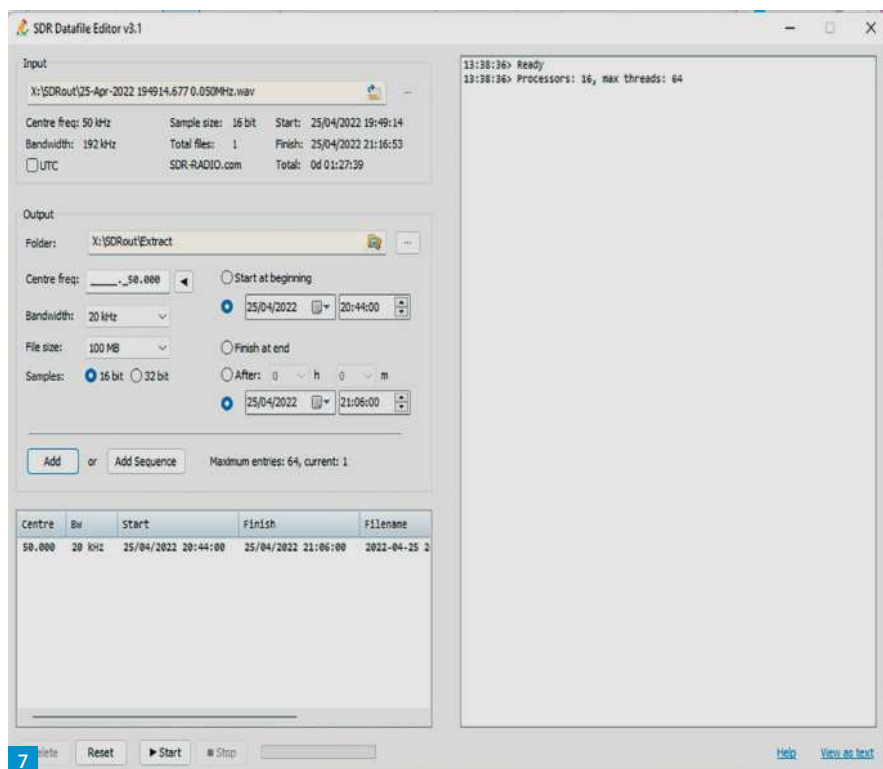 SDR Datafile Editor v3.1
Input
X:\SDRout\25-Apr-2022 194914.677 0.050MHz.wav
...
Centre freq: 50 kHz Sample size: 16 bit Start: 25/04/2022 19:49:14
Bandwidth: 192 kHz Total files: 1 Finish: 25/04/2022 21:16:53
UTC SDR-RADIO.com Total: 0d 01:27:39
Output
Folder: X:\SDRout\Extract ...
Centre freq: ____._50.000 Start at beginning
25/04/2022 20:44:00
Bandwidth: 20 kHz
File size: 100 MB Finish at end
Samples: 16 bit 32 bit After: 0 h 0 m
25/04/2022 21:06:00
Add or Add Sequence Maximum entries: 64, current: 1
Centre Bw Start Finish Filename
50.000 20 kHz 25/04/2022 20:44:00 25/04/2022 21:06:00 2022-04-25 2
Reset Start Stop
7
13:38:36> Ready
13:38:36> Processors: 16, max threads: 64
Help View as text